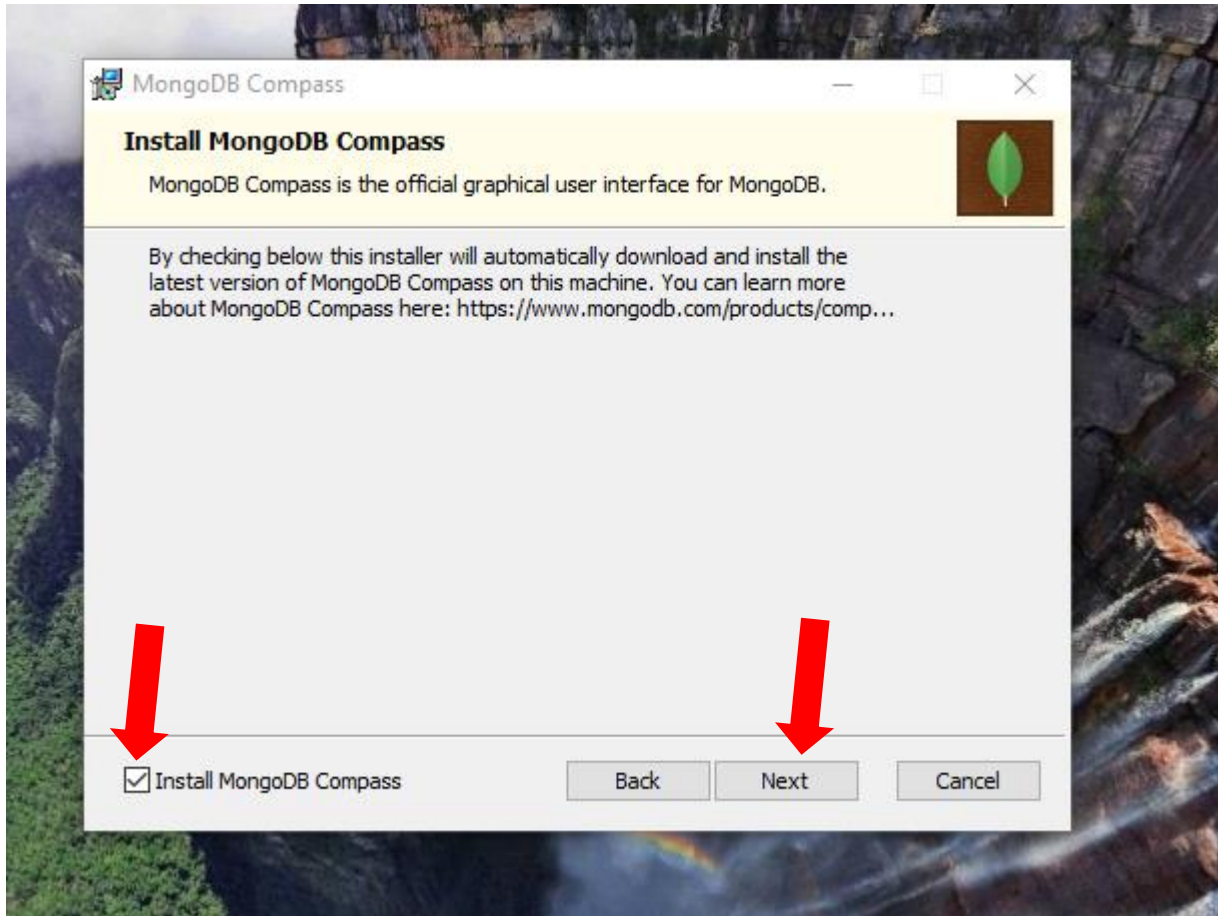 MongoDB Compass
Install MongoDB Compass
MongoDB Compass is the official graphical user interface for MongoDB.
By checking below this installer will automatically download and install the
latest version of MongoDB Compass on this machine. You can learn more
about MongoDB Compass here: https://www.mongodb.com/products/comp...
Install MongoDB Compass
Back
Next
Cancel